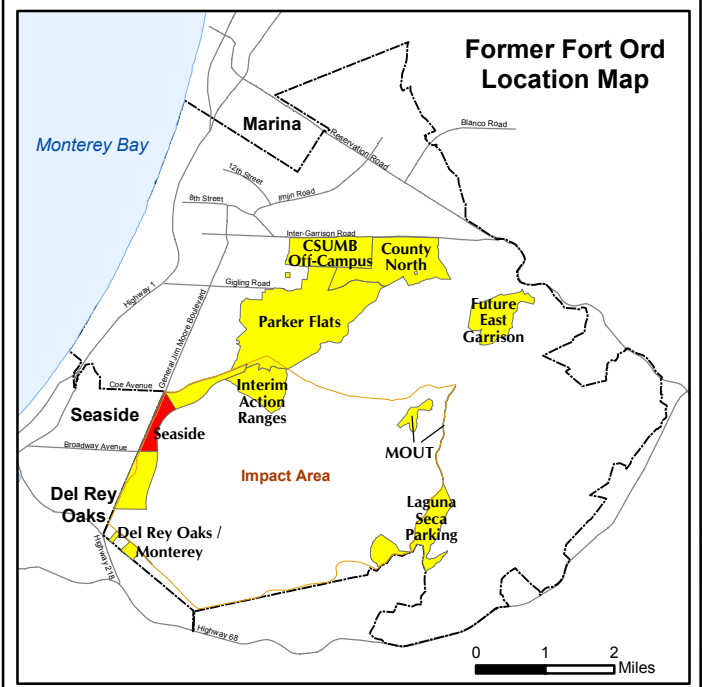 Former Fort Ord
Location Map
Marina
Monterey Bay
Blanco Road
Reservation Road
12th Street
Imjin Road
8th Street
Inter-Garrison Road
CSUMB
Off-Campus
County
North
Gigling Road
Highway 1
General Jim Moore Boulevard
Parker Flats
Future
East
Garrison
Coe Avenue
Interim
Action
Ranges
Seaside
Seaside
Broadway Avenue
MOUT
Impact Area
Del Rey
Oaks
Laguna
Seca
Parking
Del Rey Oaks /
Monterey
Highway 218
Highway 68
0 1 2
Miles